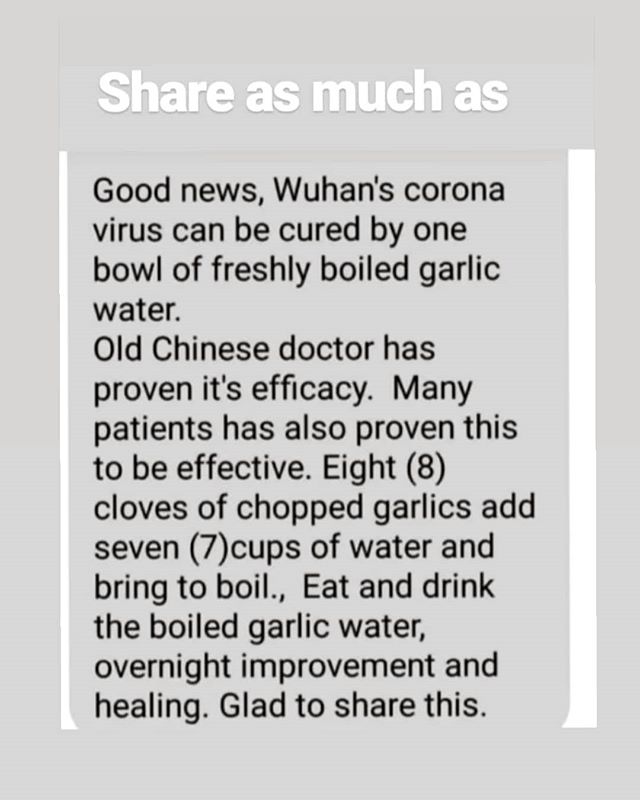 Share as much as
Good news, Wuhan's corona
virus can be cured by one
bowl of freshly boiled garlic
water.
Old Chinese doctor has
proven it's efficacy.  Many
patients has also proven this
to be effective. Eight (8)
cloves of chopped garlics add
seven (7)cups of water and
bring to boil.,  Eat and drink
the boiled garlic water,
overnight improvement and
healing. Glad to share this.